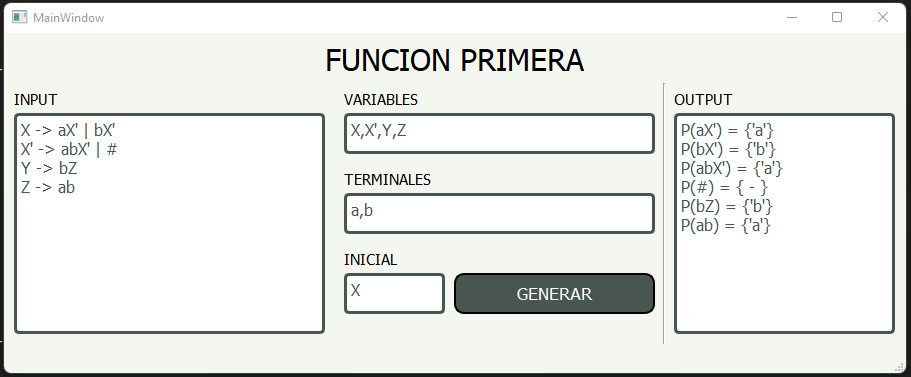 MainWindow
FUNCION PRIMERA
INPUT
X -> aX' | bX'
X' -> abX' | #
Y -> bZ
Z -> ab
VARIABLES
X,X',Y,Z
TERMINALES
a,b
INICIAL
X
GENERAR
OUTPUT
P(aX') = {'a'}
P(bX') = {'b'}
P(abX') = {'a'}
P(#) = { - }
P(bZ) = {'b'}
P(ab) = {'a'}